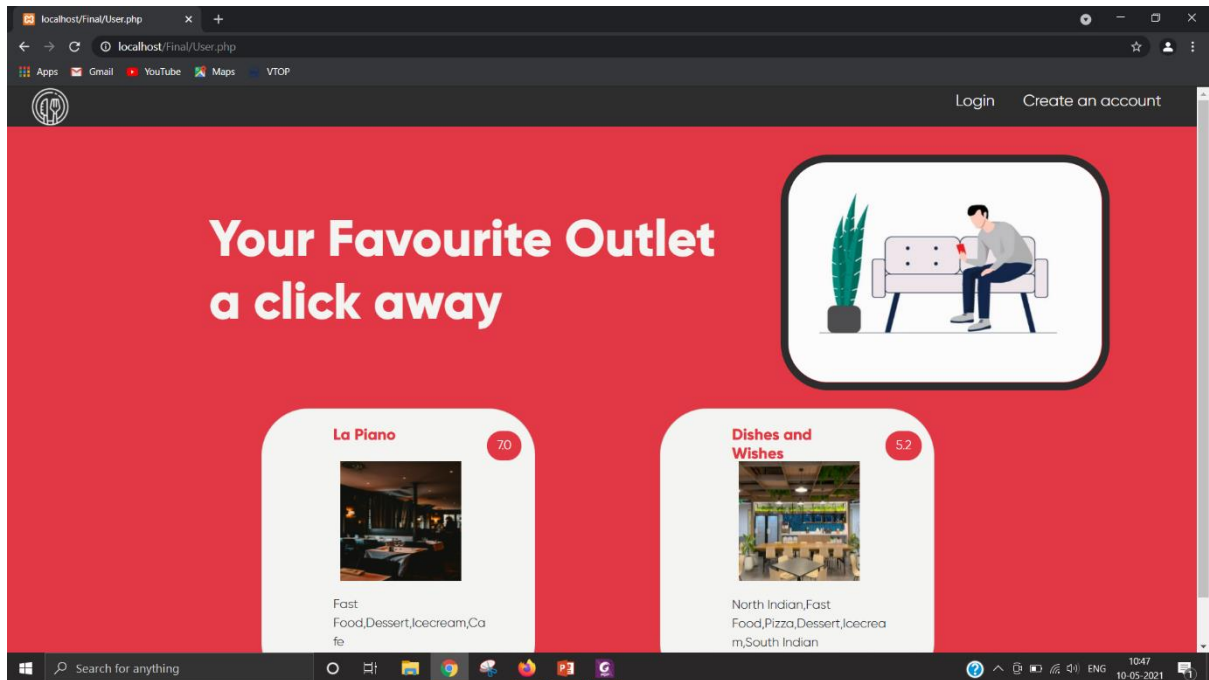 localhost/Final/User.php
localhost/Final/User.php
Apps Gmail YouTube Maps VTOP
Login Create an account
Your Favourite Outlet
a click away
La Piano
7.0
Fast
Food,Dessert,Icecream,Ca
fe
Dishes and
Wishes
5.2
North Indian,Fast
Food,Pizza,Dessert,Icecrea
m,South Indian
Search for anything
ENG
10:47
10-05-2021